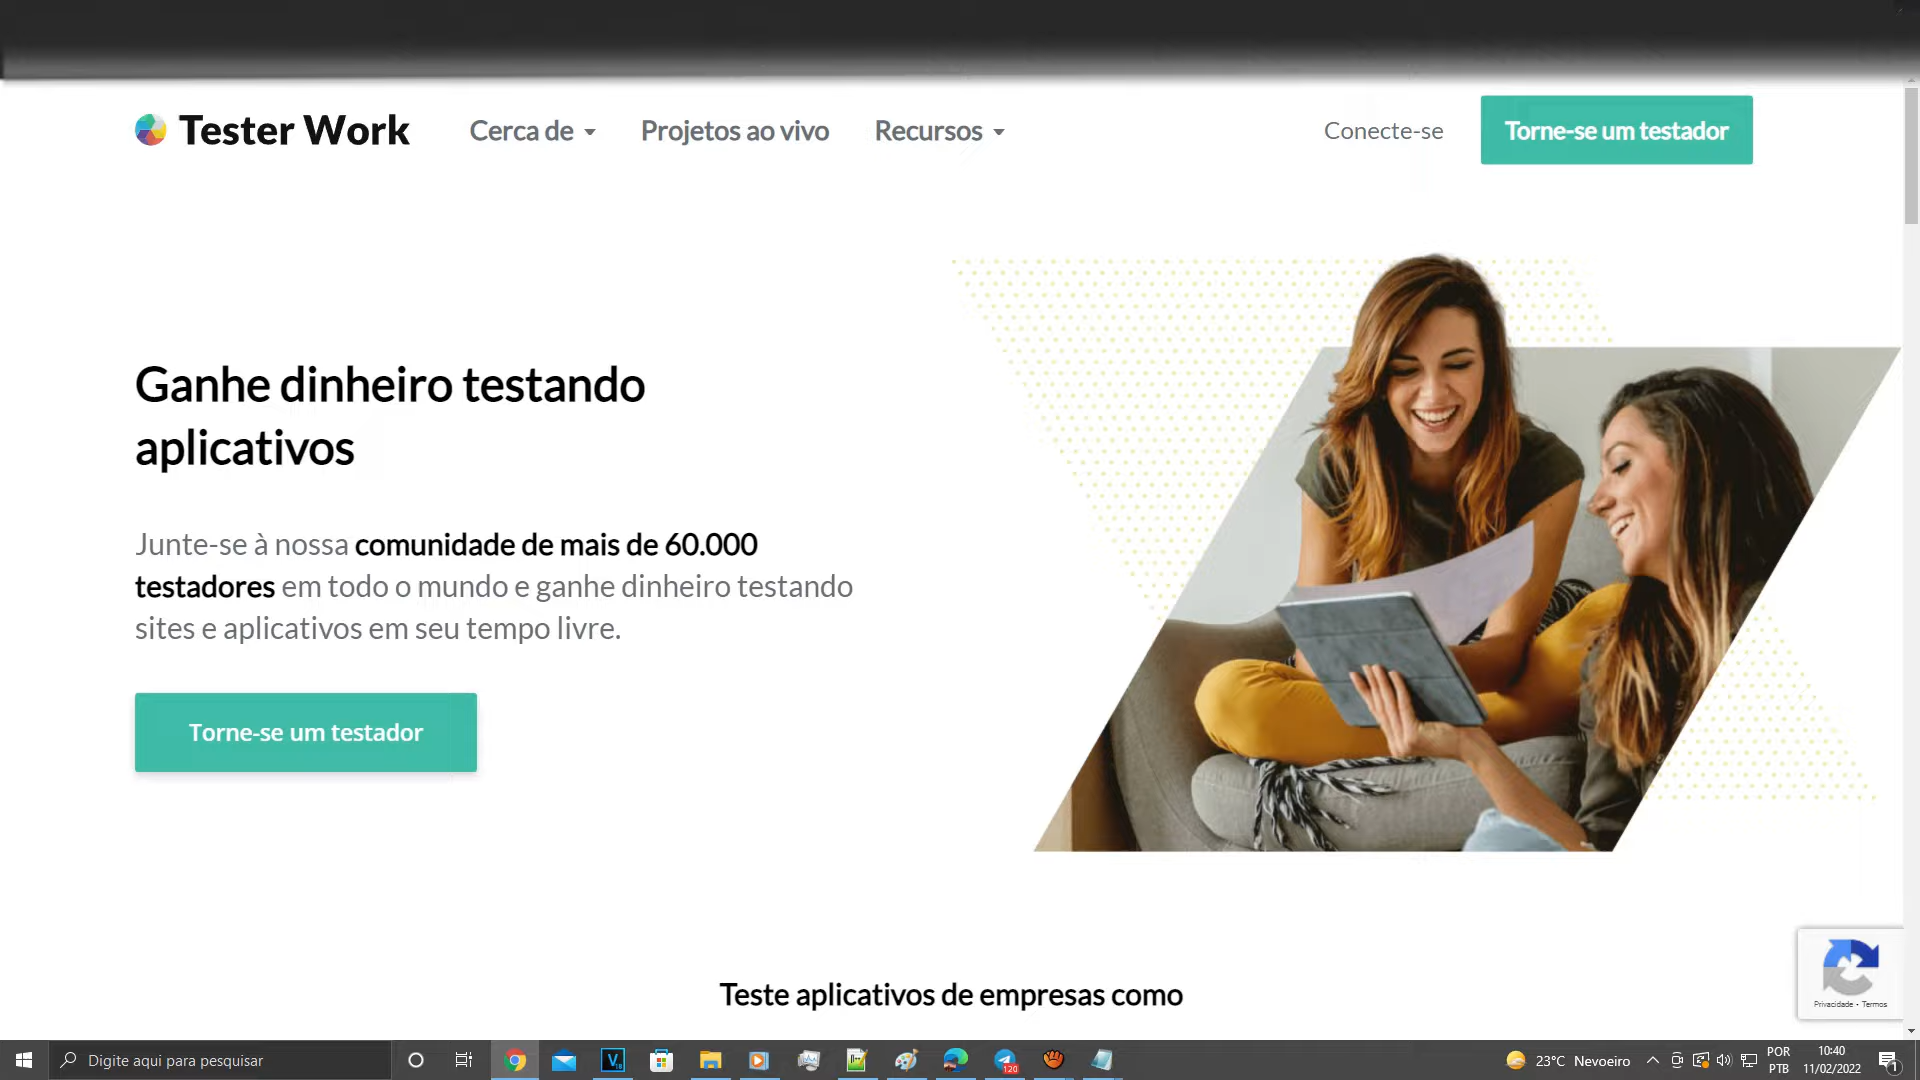 Tester Work
Cerca de
Projetos ao vivo
Recursos
Conecte-se
Torne-se um testador
Ganhe dinheiro testando
aplicativos
Junte-se à nossa comunidade de mais de 60.000
testadores em todo o mundo e ganhe dinheiro testando
sites e aplicativos em seu tempo livre.
Torne-se um testador
Teste aplicativos de empresas como
Privacidade - Termos
Digite aqui para pesquisar
V
18
120
23°C Nevoeiro
POR
PTB
10:40
11/02/2022
1